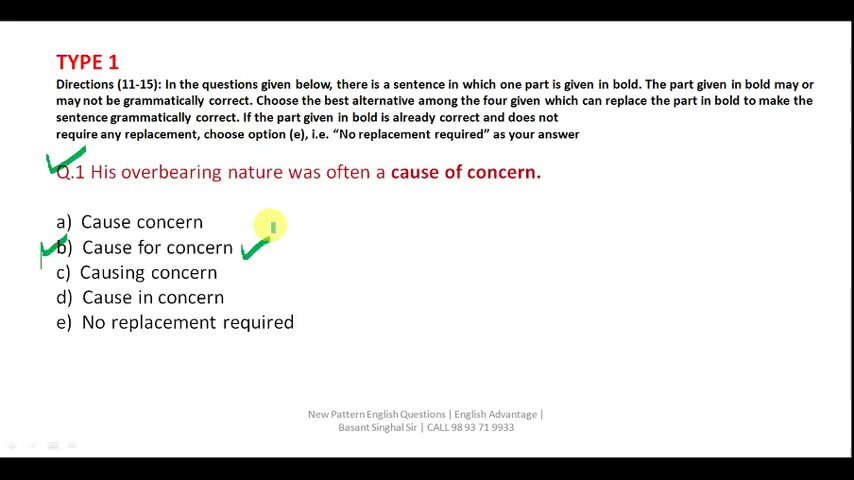 TYPE 1
Directions (11-15): In the questions given below, there is a sentence in which one part is given in bold. The part given in bold may or
may not be grammatically correct. Choose the best alternative among the four given which can replace the part in bold to make the
sentence grammatically correct. If the part given in bold is already correct and does not
require any replacement, choose option (e), i.e. “No replacement required” as your answer
Q.1 His overbearing nature was often a cause of concern.
a) Cause concern
b) Cause for concern
c) Causing concern
d) Cause in concern
e) No replacement required
New Pattern English Questions | English Advantage |
Basant Singhal Sir | CALL 98 93 71 9933